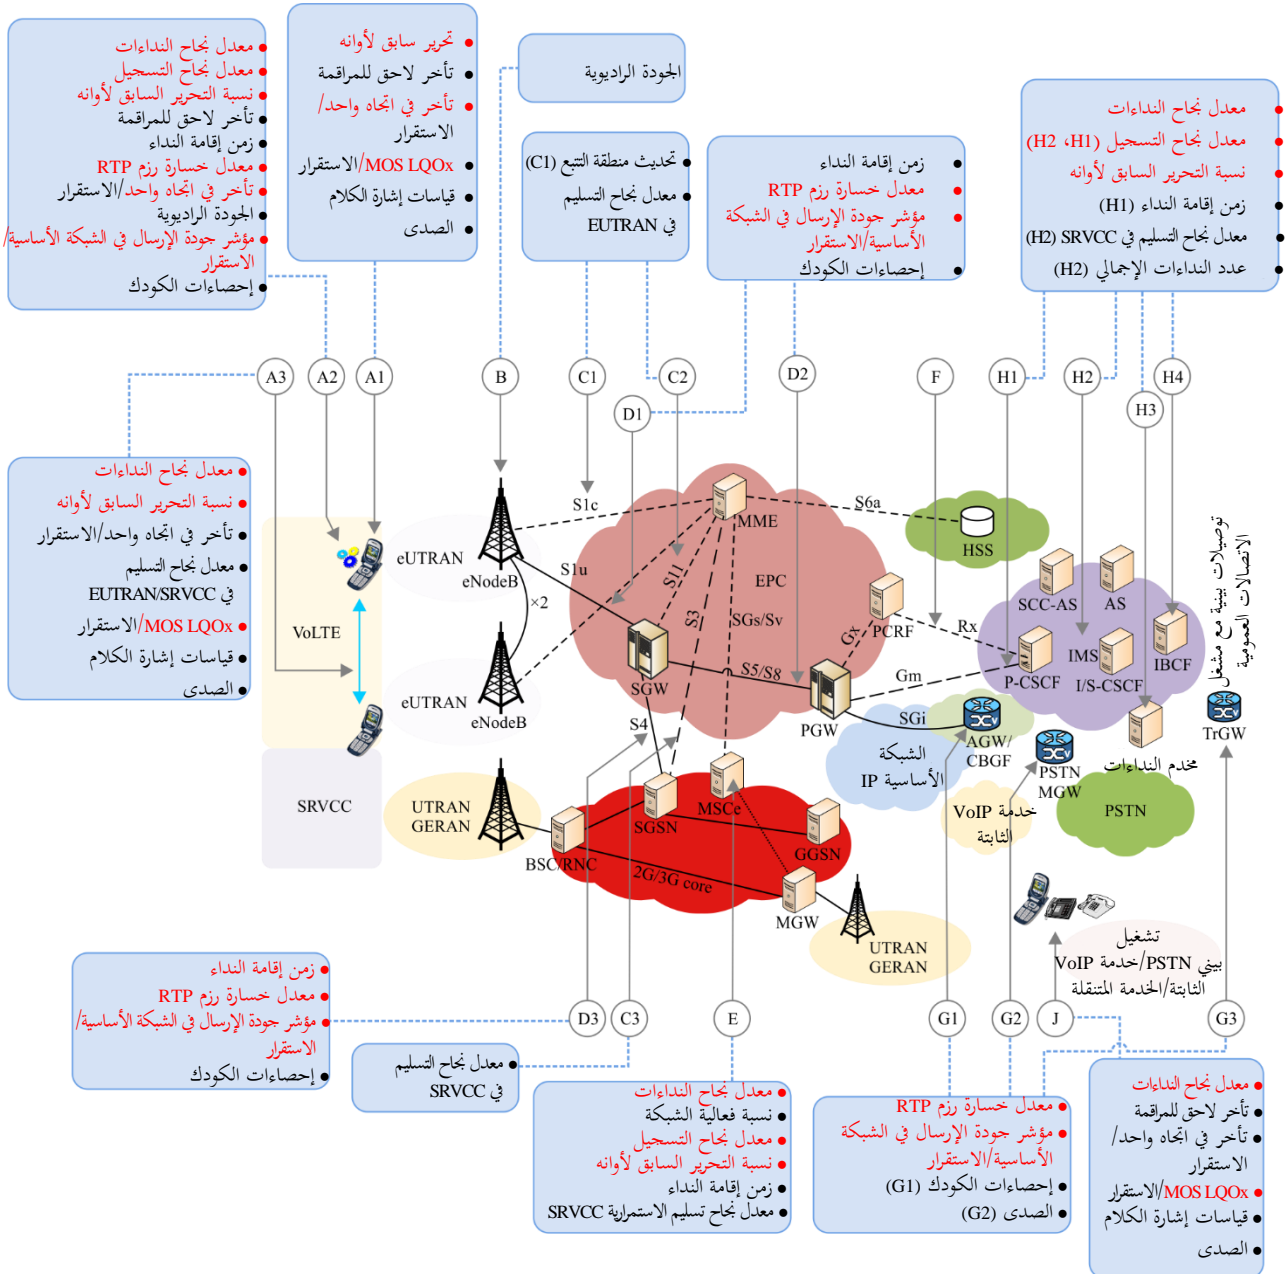 معدل نجاح النداءات
معدل نجاح التسجيل
نسبة التحرير السابق لأوانه
تأخر لاحق للمراقمة
زمن إقامة النداء
معدل خسارة رزم RTP
تأخر في اتجاه واحد/الاستقرار
الجودة الراديوية
مؤشر جودة الإرسال في الشبكة الأساسية/
الاستقرار
إحصاءات الكودك
تحرير سابق لأوانه
تأخر لاحق للمراقمة
تأخر في اتجاه واحد/
الاستقرار
MOS LQOx/الاستقرار
قياسات إشارة الكلام
الصدى
الجودة الراديوية
تحديث منطقة التتبع (C1)
معدل نجاح التسليم
في EUTRAN
زمن إقامة النداء
معدل خسارة رزم RTP
مؤشر جودة الإرسال في الشبكة
الأساسية/الاستقرار
إحصاءات الكودك
معدل نجاح النداءات
معدل نجاح التسجيل (H1، H2)
نسبة التحرير السابق لأوانه
زمن إقامة النداء (H1)
معدل نجاح التسليم في SRVCC (H2)
عدد النداءات الإجمالي (H2)
A3
A2
A1
B
C1
C2
D1
D2
F
H1
H2
H3
H4
معدل نجاح النداءات
نسبة التحرير السابق لأوانه
تأخر في اتجاه واحد/الاستقرار
معدل نجاح التسليم
في EUTRAN/SRVCC
MOS LQOx/الاستقرار
قياسات إشارة الكلام
الصدى
VoLTE
SRVCC
eUTRAN
eNodeB
S1c
S1u
×2
eUTRAN
eNodeB
MME
S6a
HSS
S11
S3
EPC
SGs/Sv
SGW
S5/S8
S4
PCRF
Gx
Rx
Gm
PGW
SGi
SCC-AS
AS
IMS
P-CSCF
I/S-CSCF
IBCF
توصيلات بينية مع مشغل
الاتصالات العمومية
TrGW
الشبكة
الأساسية IP
AGW/
CBGF
PSTN
MGW
مخدم النداءات
PSTN
خدمة VoIP
الثابتة
UTRAN
GERAN
BSC/RNC
SGSN
MSCe
GGSN
2G/3G core
MGW
UTRAN
GERAN
تشغيل
بيني PSTN/خدمة VoIP
الثابتة/الخدمة المتنقلة
D3
C3
E
G1
G2
J
G3
زمن إقامة النداء
معدل خسارة رزم RTP
مؤشر جودة الإرسال في الشبكة الأساسية/
الاستقرار
إحصاءات الكودك
معدل نجاح التسليم
في SRVCC
معدل نجاح النداءات
نسبة فعالية الشبكة
معدل نجاح التسجيل
نسبة التحرير السابق لأوانه
زمن إقامة النداء
معدل نجاح تسليم الاستمرارية SRVCC
معدل خسارة رزم RTP
مؤشر جودة الإرسال في الشبكة
الأساسية/الاستقرار
إحصاءات الكودك (G1)
الصدى (G2)
معدل نجاح النداءات
تأخر لاحق للمراقمة
تأخر في اتجاه واحد/
الاستقرار
MOS LQOx/الاستقرار
قياسات إشارة الكلام
الصدى